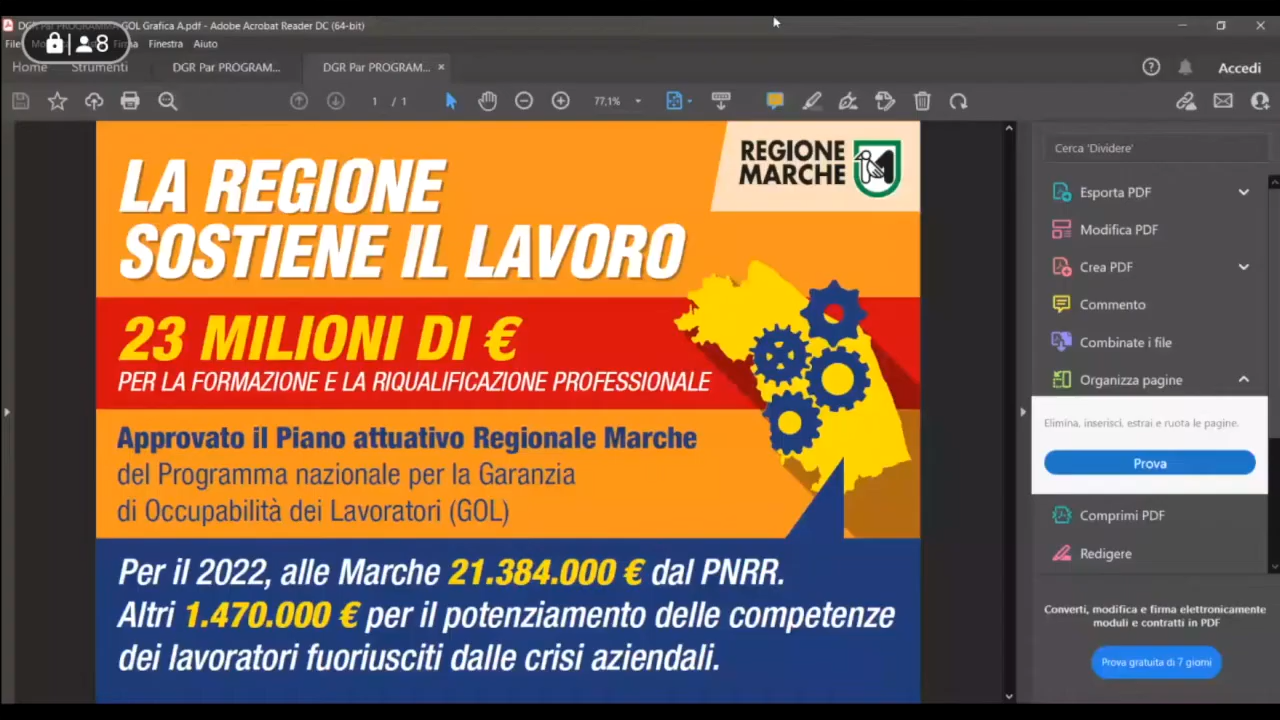 GOL Grafica A.pdf - Adobe Acrobat Reader DC (64-bit)
File
Finestra Aiuto
8
Home Strumenti DGR Par PROGRAM... DGR Par PROGRAM... × Accedi
1 / 1 77,1%
LA REGIONE
SOSTIENE IL LAVORO
REGIONE
MARCHE
23 MILIONI DI €
PER LA FORMAZIONE E LA RIQUALIFICAZIONE PROFESSIONALE
Approvato il Piano attuativo Regionale Marche
del Programma nazionale per la Garanzia
di Occupabilità dei Lavoratori (GOL)
Per il 2022, alle Marche 21.384.000 € dal PNRR.
Altri 1.470.000 € per il potenziamento delle competenze
dei lavoratori fuoriusciti dalle crisi aziendali.
Cerca 'Dividere'
Esporta PDF
Modifica PDF
Crea PDF
Commento
Combinate i file
Organizza pagine
Elimina, inserisci, estrai e ruota le pagine.
Prova
Comprimi PDF
Redigere
Converti, modifica e firma elettronicamente
moduli e contratti in PDF
Prova gratuita di 7 giorni